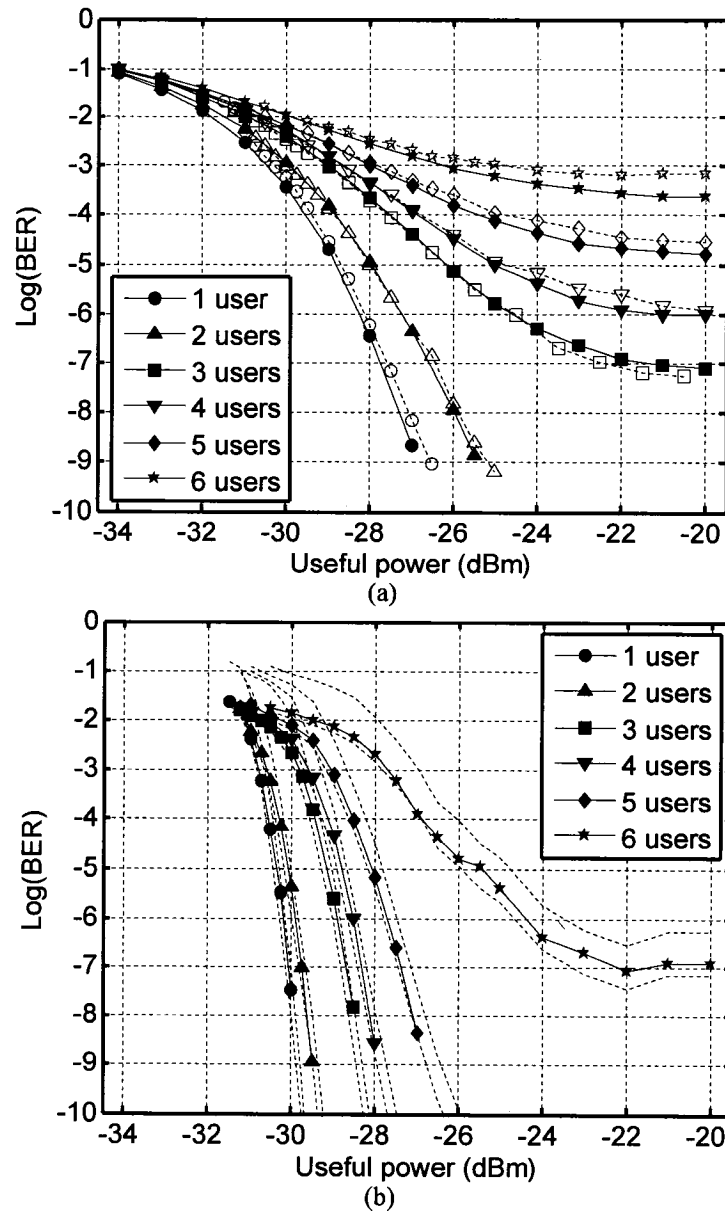 0
-1
-2
-3
-4
-5
-6
-7
-8
-9
-10
Log(BER)
1 user
2 users
3 users
4 users
5 users
6 users
-34 -32 -30 -28 -26 -24 -22 -20
Useful power (dBm)
(a)
0
-1
-2
-3
-4
-5
-6
-7
-8
-9
-10
Log(BER)
1 user
2 users
3 users
4 users
5 users
6 users
-34 -32 -30 -28 -26 -24 -22 -20
Useful power (dBm)
(b)